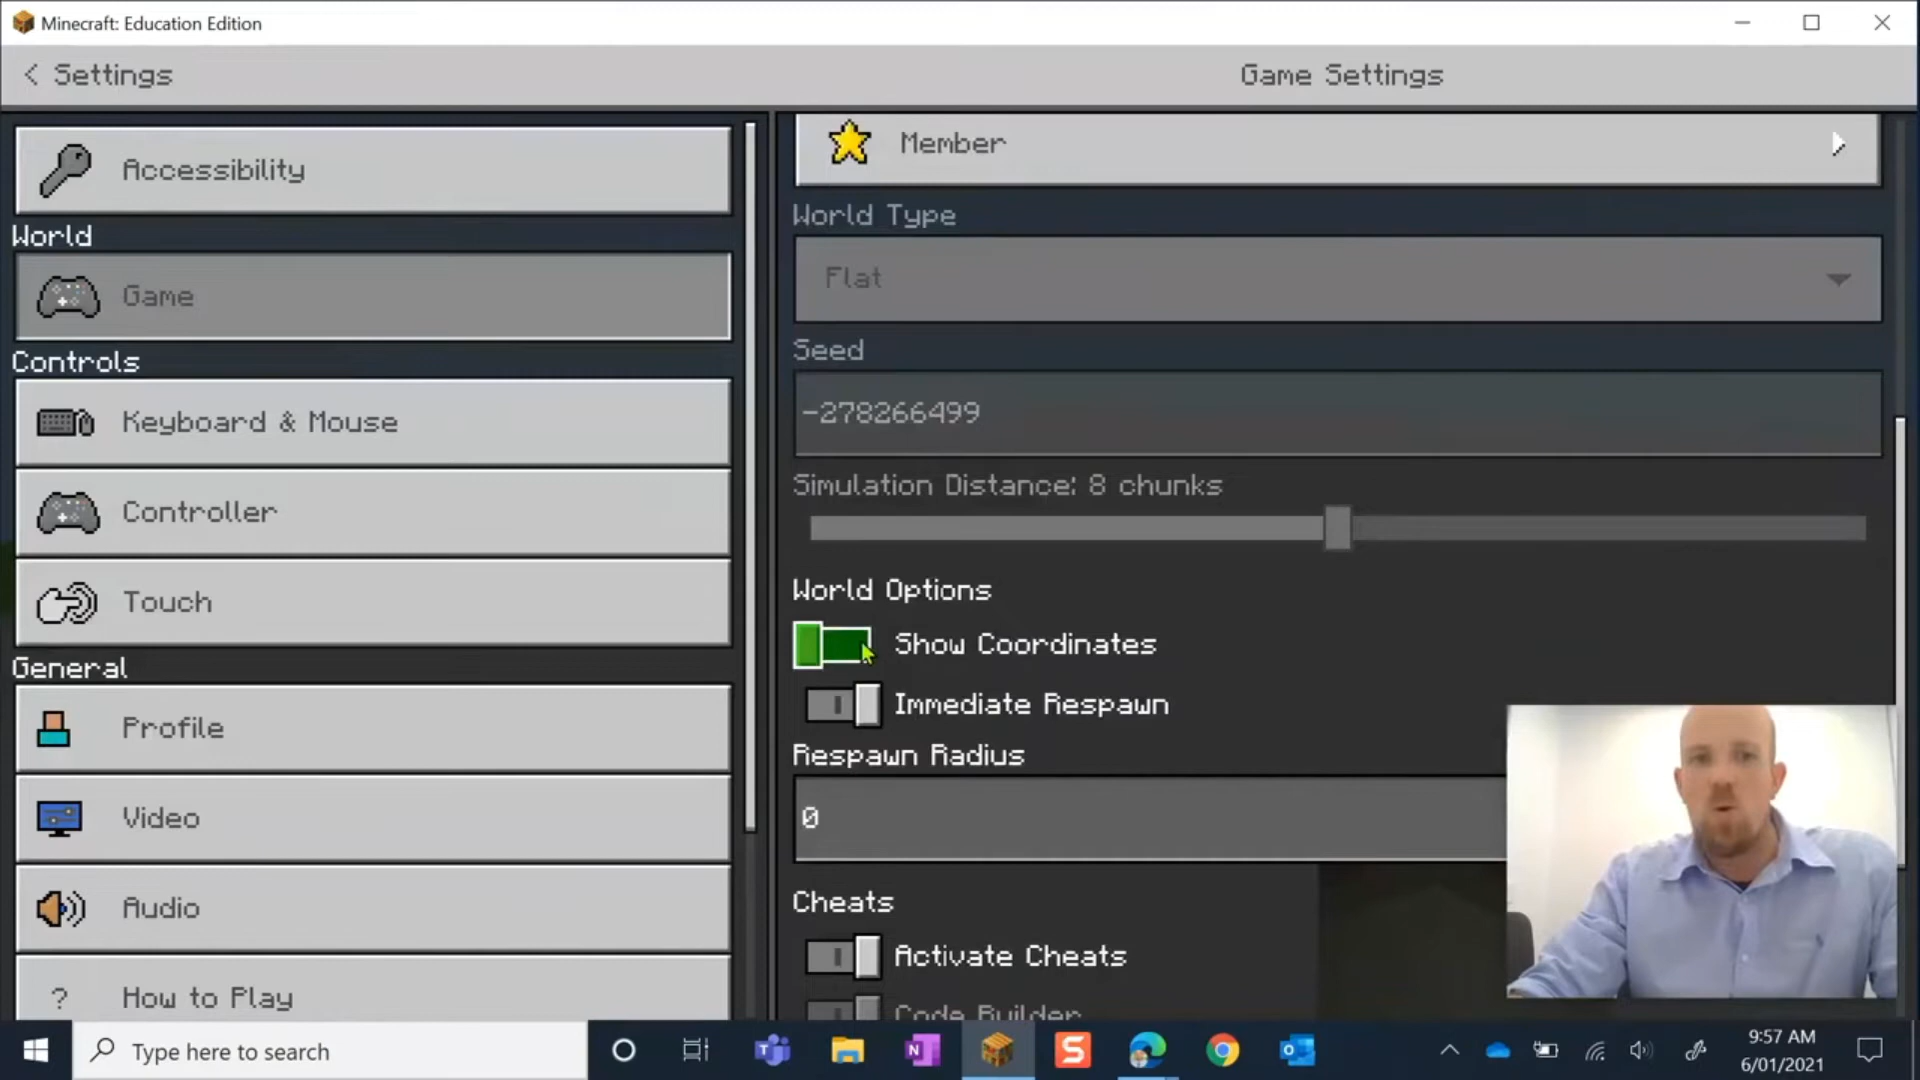 Minecraft: Education Edition
Settings
Game Settings
Accessibility
World
Game
Controls
Keyboard & Mouse
Controller
Touch
General
Profile
Video
Audio
How to Play
Member
World Type
Flat
Seed
-278266499
Simulation Distance: 8 chunks
World Options
Show Coordinates
Immediate Respawn
Respawn Radius
0
Cheats
Activate Cheats
Code Builder
Type here to search
9:57 AM
6/01/2021